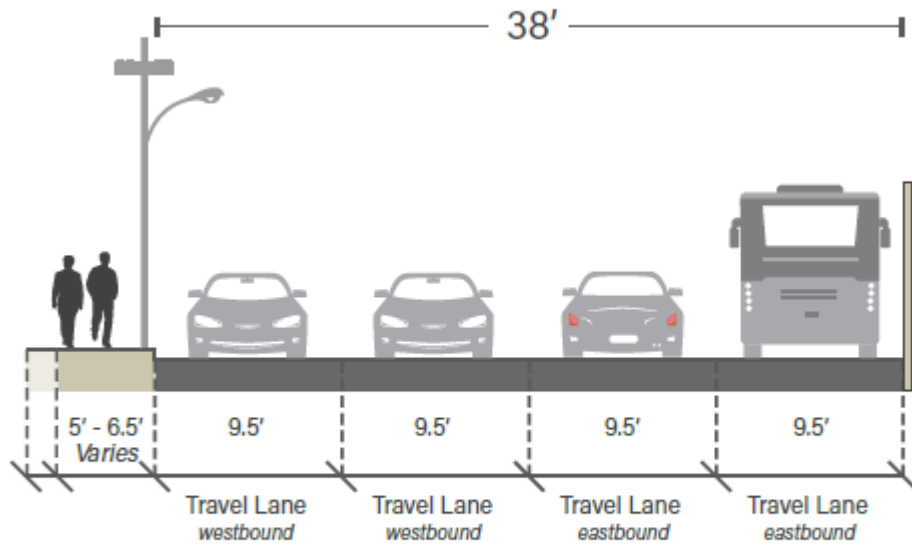 38′
5′ - 6.5′
Varies
9.5′
9.5′
9.5′
9.5′
Travel Lane
westbound
Travel Lane
westbound
Travel Lane
eastbound
Travel Lane
eastbound